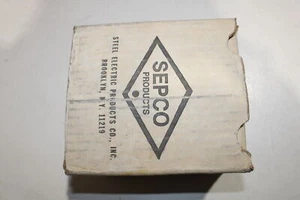 SEPCO
PRODUCTS
STEEL ELECTRIC PRODUCTS CO., INC.
BROOKLYN, N.Y. 11219